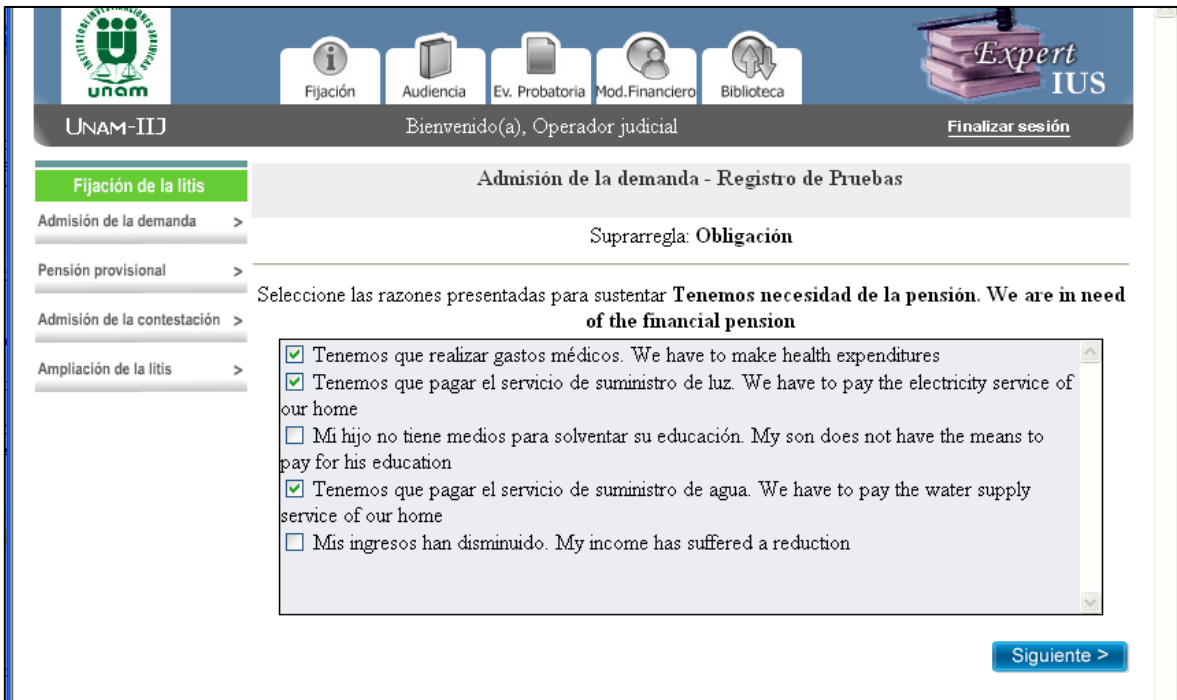 INSTITUTO DE INVESTIGACIONES JURIDICAS
unam
Fijación
Audiencia
Ev. Probatoria
Mod.Financiero
Biblioteca
Expert
IUS
UNAM-IIJ
Bienvenido(a), Operador judicial
Finalizar sesión
Fijación de la litis
Admisión de la demanda >
Pensión provisional >
Admisión de la contestación >
Ampliación de la litis >
Admisión de la demanda - Registro de Pruebas
Suprarregla: Obligación
Seleccione las razones presentadas para sustentar Tenemos necesidad de la pensión. We are in need
of the financial pension
Tenemos que realizar gastos médicos. We have to make health expenditures
Tenemos que pagar el servicio de suministro de luz. We have to pay the electricity service of
our home
Mi hijo no tiene medios para solventar su educación. My son does not have the means to
pay for his education
Tenemos que pagar el servicio de suministro de agua. We have to pay the water supply
service of our home
Mis ingresos han disminuido. My income has suffered a reduction
Siguiente >